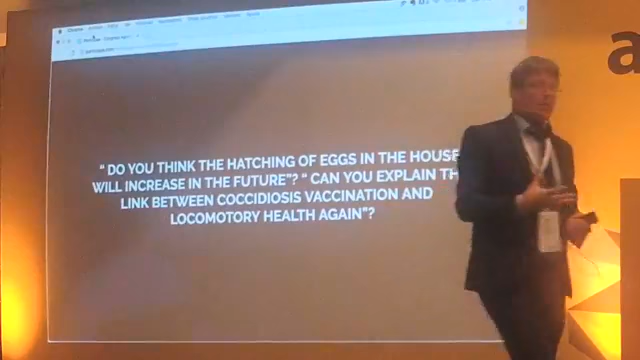 “ DO YOU THINK THE HATCHING OF EGGS IN THE HOUSE
WILL INCREASE IN THE FUTURE”? “ CAN YOU EXPLAIN TH
LINK BETWEEN COCCIDIOSIS VACCINATION AND
LOCOMOTORY HEALTH AGAIN”?
a